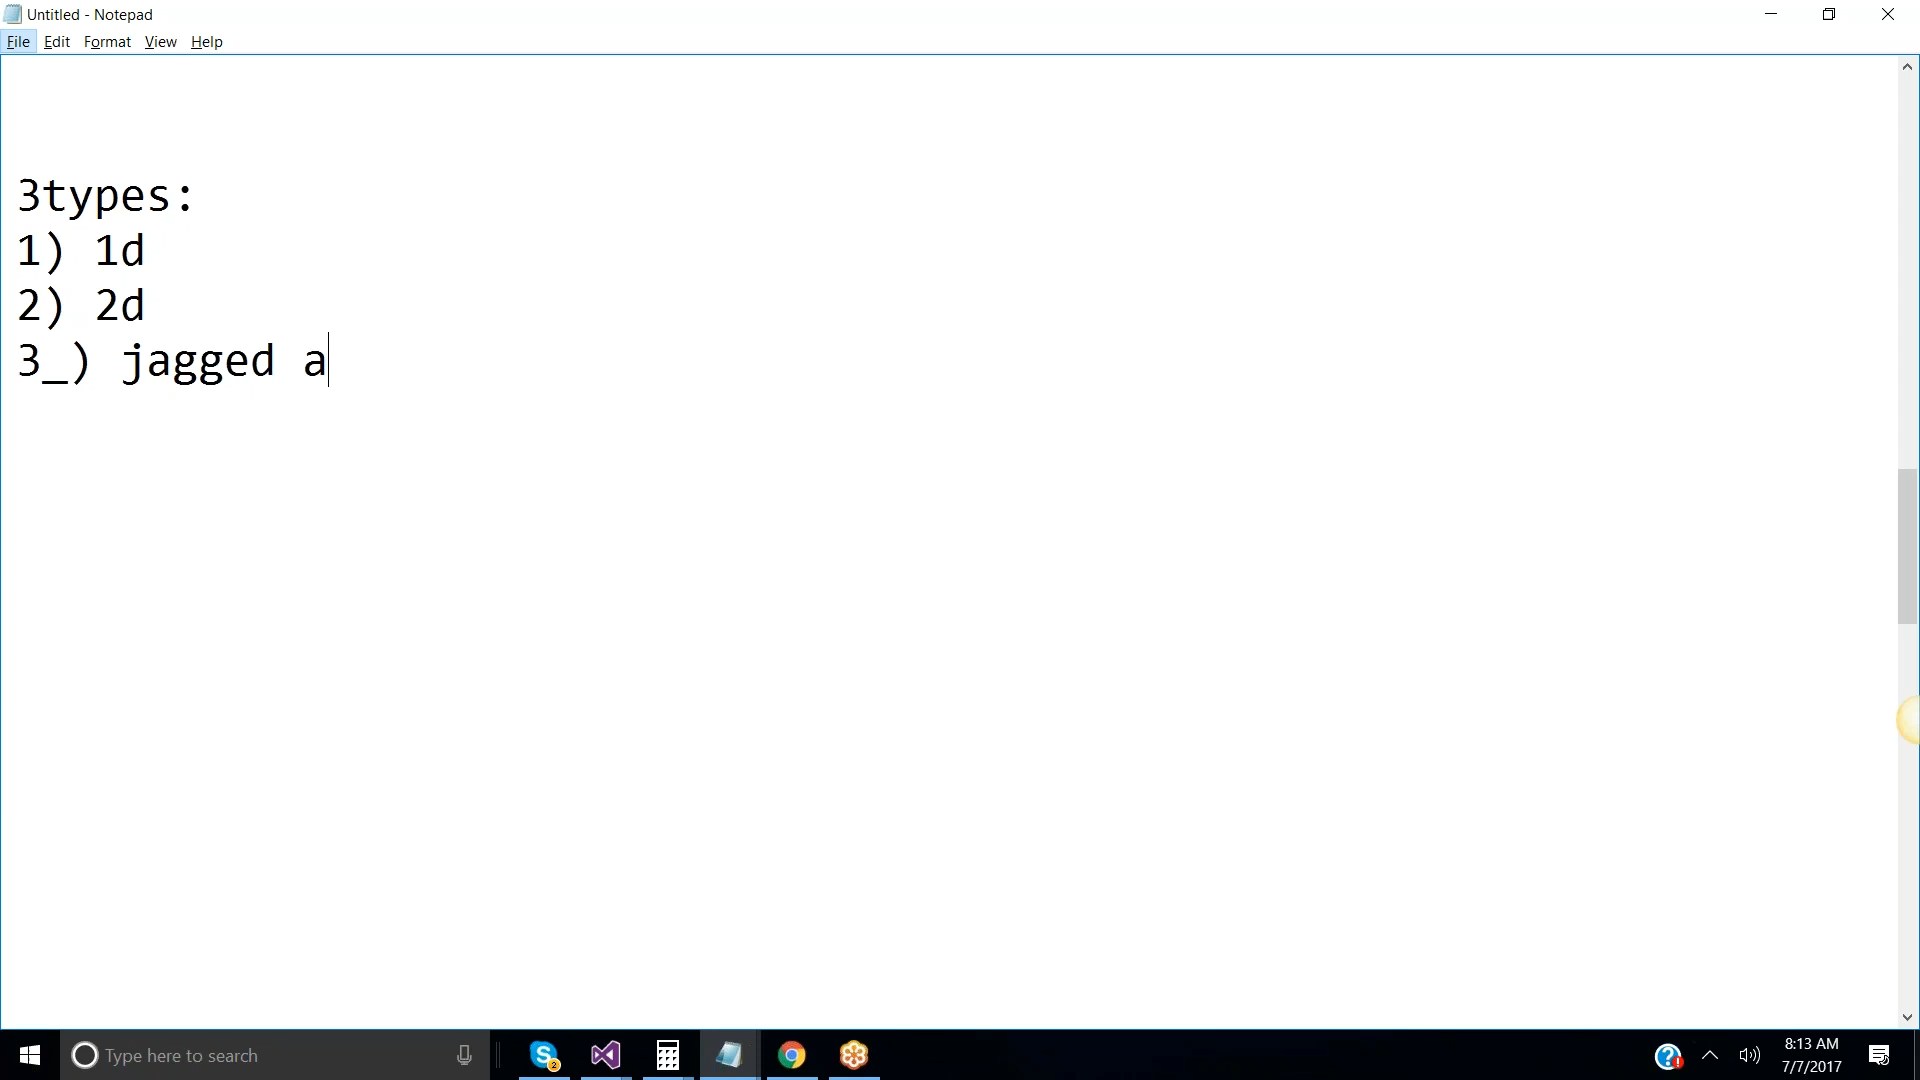 Untitled - Notepad
File Edit Format View Help
3types:
1) 1d
2) 2d
3_) jagged a
Type here to search
S 2
8:13 AM
7/7/2017